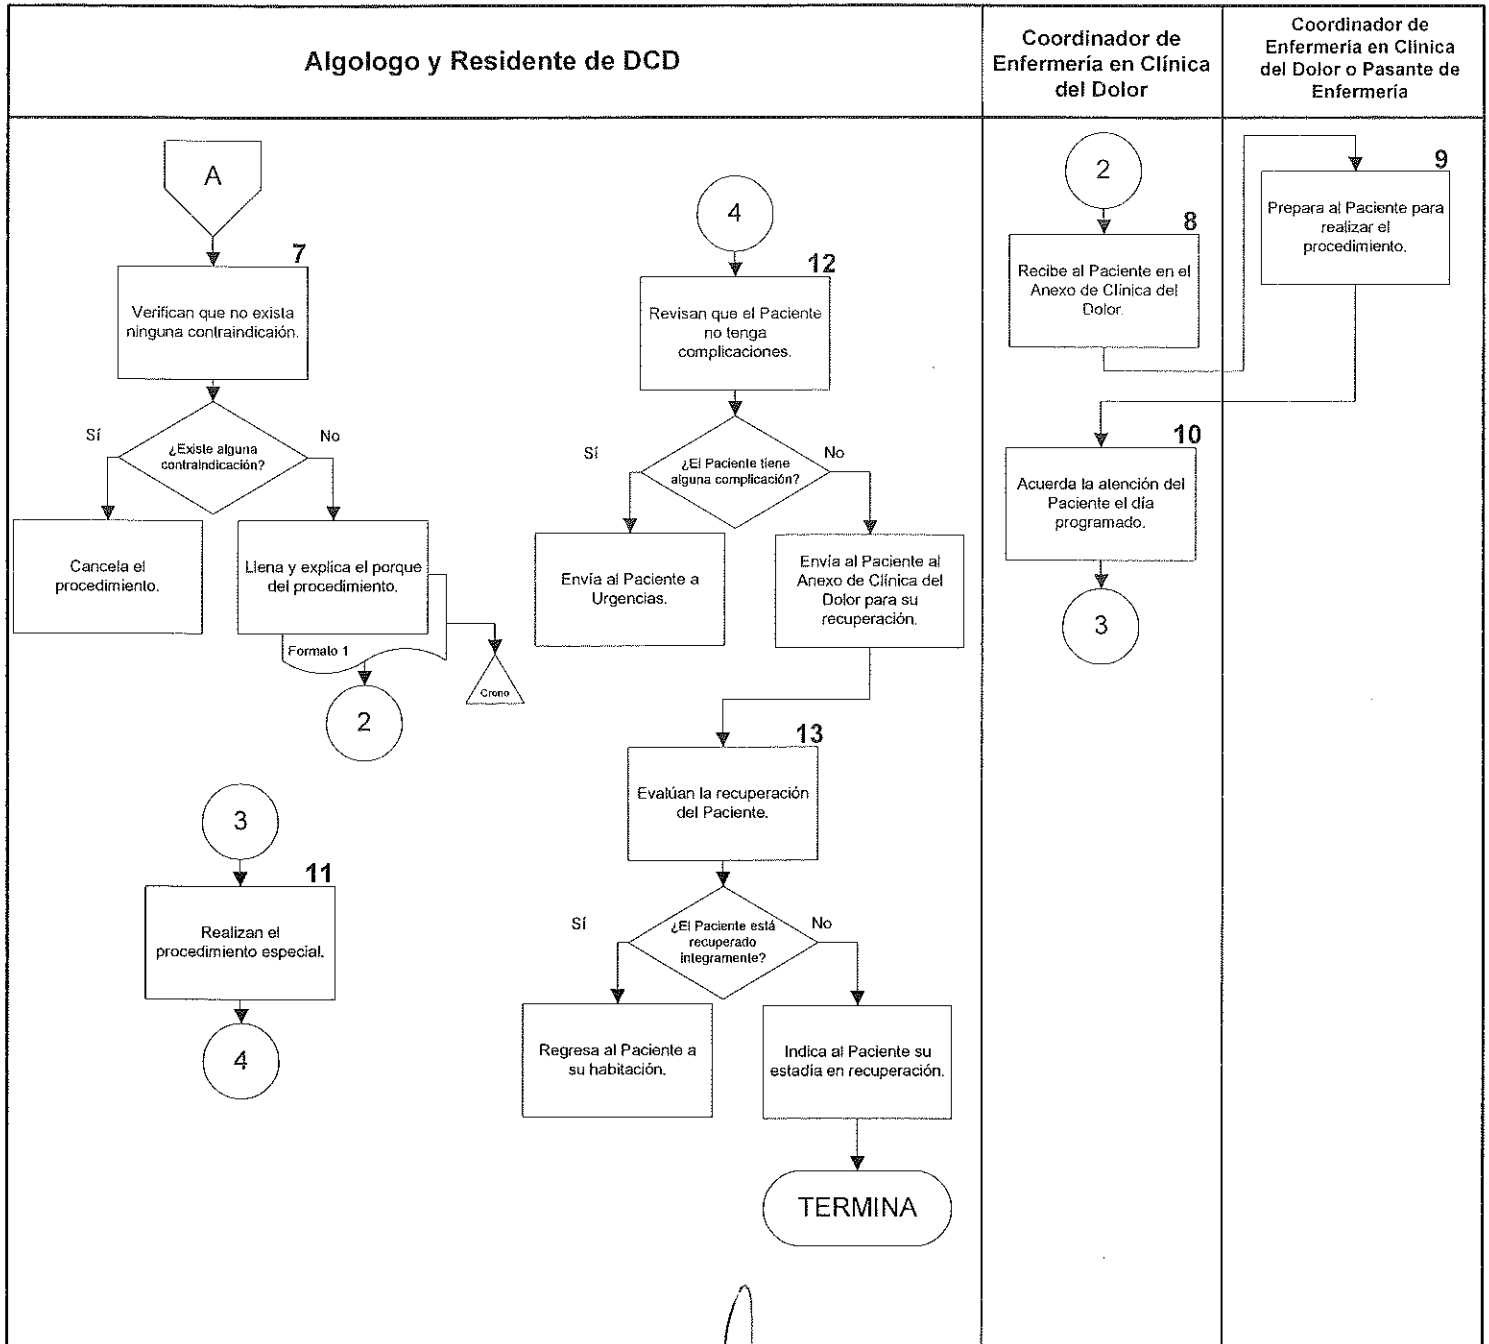 Algologo y Residente de DCD
Coordinador de
Enfermería en Clínica
del Dolor
Coordinador de
Enfermería en Clínica
del Dolor o Pasante de
Enfermería
A
7
Verifican que no exista
ninguna contraindicaión.
¿Existe alguna
contraindicación?
Sí
No
Cancela el
procedimiento.
Llena y explica el porque
del procedimiento.
Formato 1
Crono
2
3
11
Realizan el
procedimiento especial.
4
4
12
Revisan que el Paciente
no tenga
complicaciones.
¿El Paciente tiene
alguna complicación?
Sí
No
Envía al Paciente a
Urgencias.
Envía al Paciente al
Anexo de Clínica del
Dolor para su
recuperación.
13
Evalúan la recuperación
del Paciente.
¿El Paciente está
recuperado
integramente?
Sí
No
Regresa al Paciente a
su habitación.
Indica al Paciente su
estadía en recuperación.
TERMINA
2
8
Recibe al Paciente en el
Anexo de Clínica del
Dolor.
10
Acuerda la atención del
Paciente el día
programado.
3
9
Prepara al Paciente para
realizar el
procedimiento.